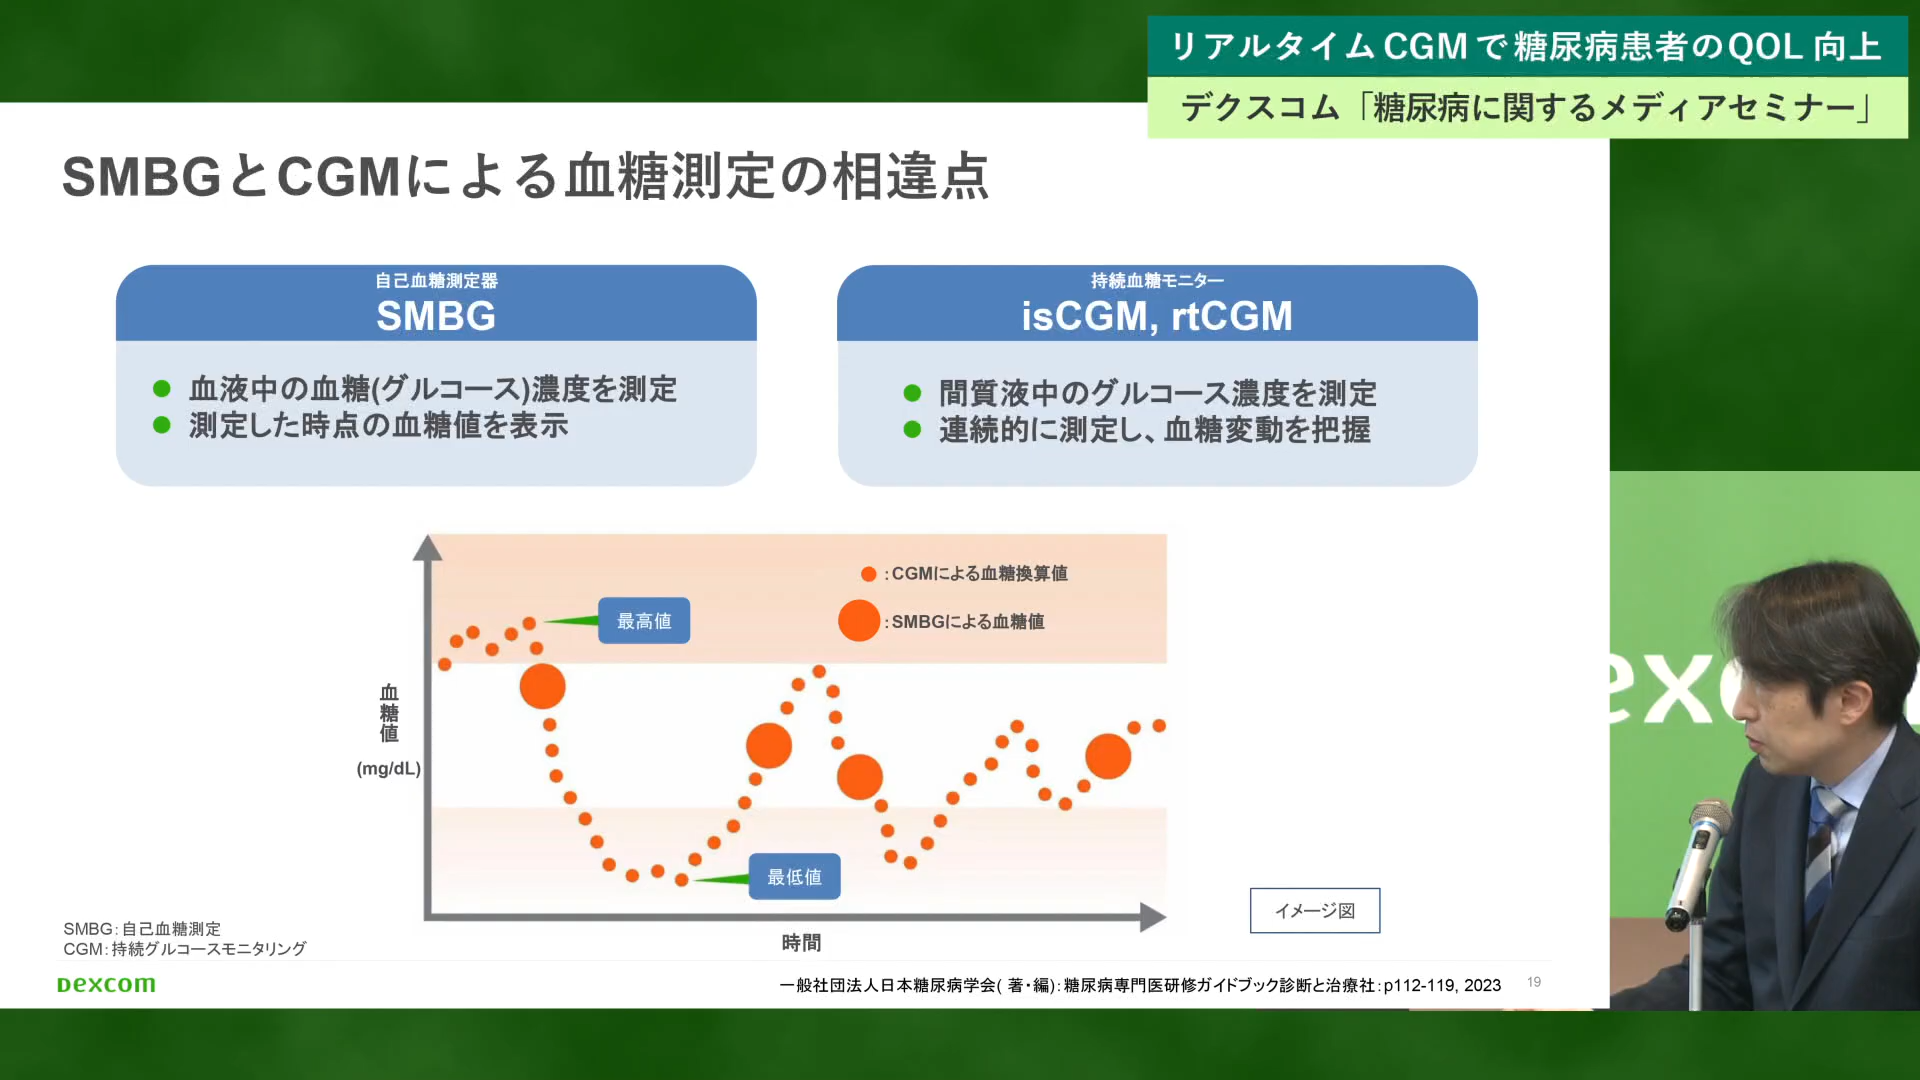 リアルタイムCGMで糖尿病患者のQOL向上
デクスコム「糖尿病に関するメディアセミナー」
SMBGとCGMによる血糖測定の相違点
自己血糖測定器
SMBG
血液中の血糖(グルコース)濃度を測定
測定した時点の血糖値を表示
持続血糖モニター
isCGM, rtCGM
間質液中のグルコース濃度を測定
連続的に測定し、血糖変動を把握
:CGMによる血糖換算値
:SMBGによる血糖値
最高値
最低値
血糖値
(mg/dL)
時間
イメージ図
SMBG:自己血糖測定
CGM:持続グルコースモニタリング
Dexcom
一般社団法人日本糖尿病学会(著・編):糖尿病専門医研修ガイドブック診断と治療社:p112-119, 2023
19